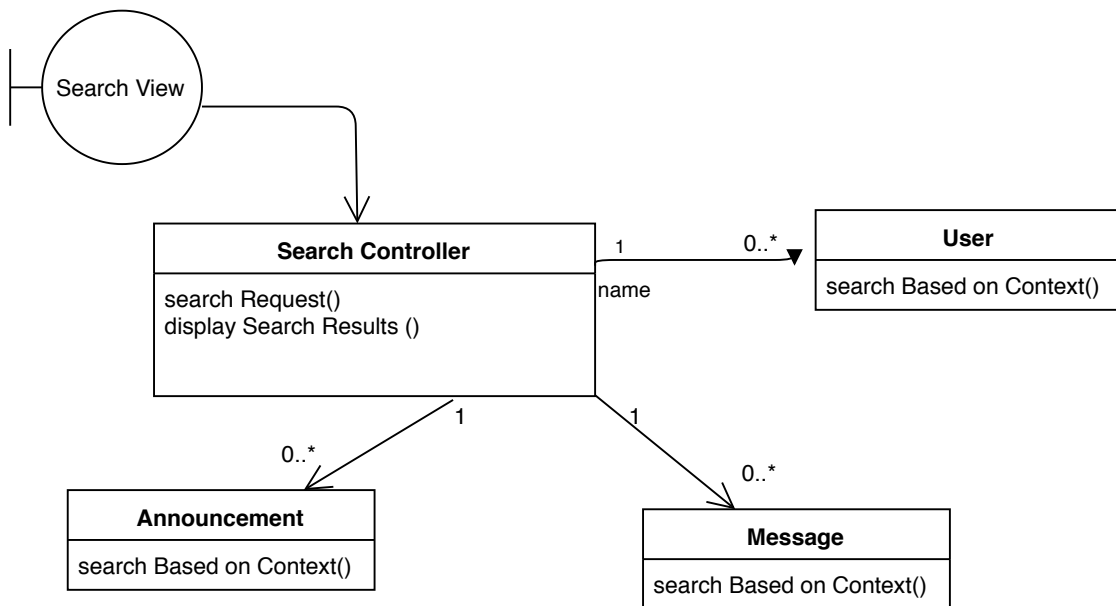 Search View
Search Controller
search Request()
display Search Results ()
1
0..*
name
User
search Based on Context()
1
0..*
Announcement
search Based on Context()
1
0..*
Message
search Based on Context()